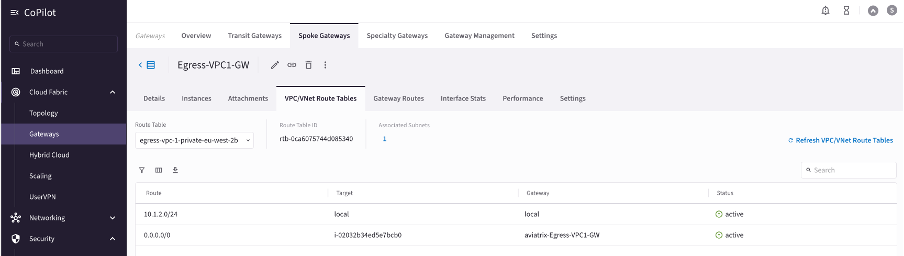 CoPilot
Search
Dashboard
Cloud Fabric
Topology
Gateways
Hybrid Cloud
Scaling
UserVPN
Networking
Security
S
Gateways Overview Transit Gateways Spoke Gateways Specialty Gateways Gateway Management Settings
Egress-VPC1-GW
Details Instances Attachments VPC/VNet Route Tables Gateway Routes Interface Stats Performance Settings
Route Table Route Table ID Associated Subnets
egress-vpc-1-private-eu-west-2b rtb-0ca6075744d085340 1 Refresh VPC/VNet Route Tables
Search
Route Target Gateway Status
10.1.2.0/24 local local active
0.0.0.0/0 i-02032b34ed5e7bcb0 aviatrix-Egress-VPC1-GW active